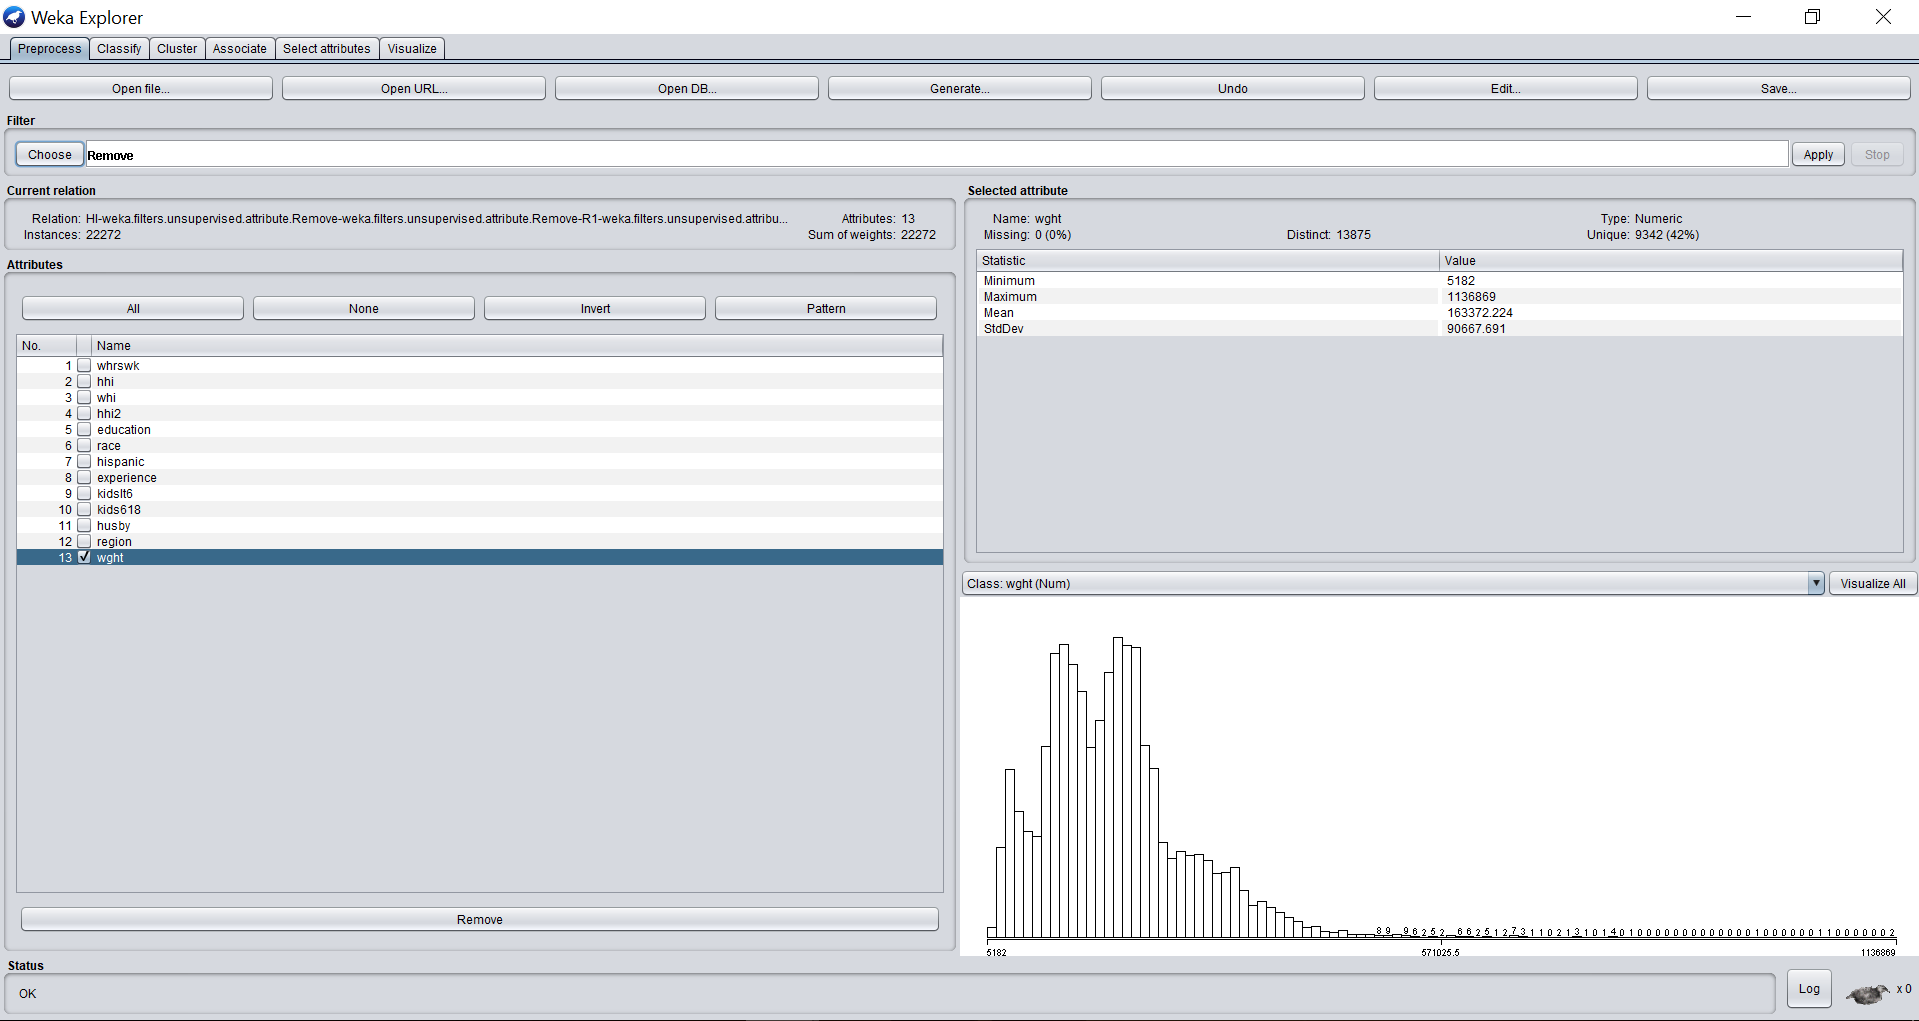 Weka Explorer
Preprocess Classify Cluster Associate Select attributes Visualize
Open file... Open URL... Open DB... Generate... Undo Edit... Save...
Filter
Choose Remove Apply Stop
Current relation
Relation: HI-weka.filters.unsupervised.attribute.Remove-weka.filters.unsupervised.attribute.Remove-R1-weka.filters.unsupervised.attribu... Attributes: 13
Instances: 22272 Sum of weights: 22272
Attributes
All None Invert Pattern
No. Name
1 whrswk
2 hhi
3 whi
4 hhi2
5 education
6 race
7 hispanic
8 experience
9 kidslt6
10 kids618
11 husby
12 region
13 wght
Remove
Selected attribute
Name: wght Type: Numeric
Missing: 0 (0%) Distinct: 13875 Unique: 9342 (42%)
Statistic Value
Minimum 5182
Maximum 1136869
Mean 163372.224
StdDev 90667.691
Class: wght (Num) Visualize All
8 9 9 6 2 5 2 6 6 2 5 1 2 7 3 1 1 0 2 1 3 1 0 1 4 0 1 0 0 0 0 0 0 0 0 0 0 0 0 0 1 0 0 0 0 0 0 1 1 0 0 0 0 0 0 2
5182 571025.5 1136869
Status
OK
Log x 0